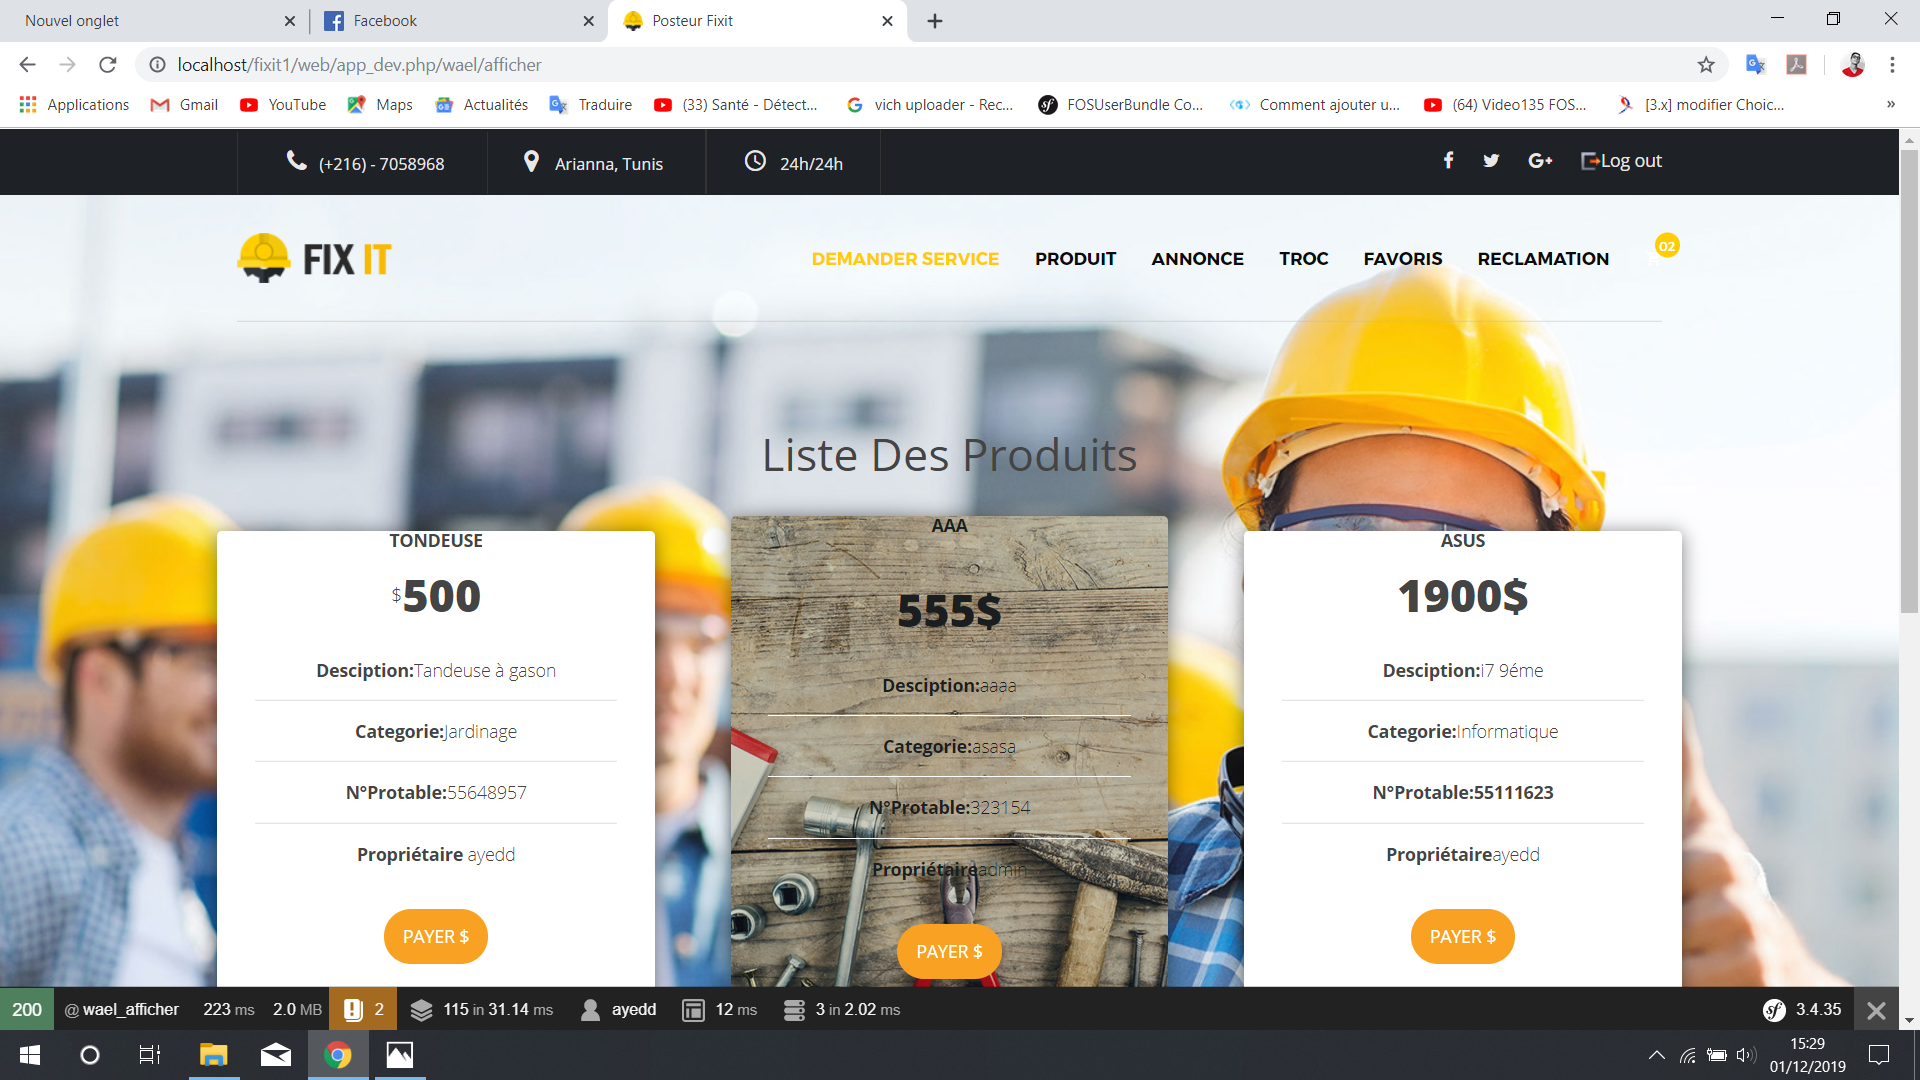 Nouvel onglet
Facebook
Posteur Fixit
localhost/fixit1/web/app_dev.php/wael/afficher
Applications
Gmail
YouTube
Maps
Actualités
Traduire
(33) Santé - Détect...
vich uploader - Rec...
FOSUserBundle Co...
Comment ajouter u...
(64) Video135 FOS...
[3.x] modifier Choic...
»
(+216) - 7058968
Arianna, Tunis
24h/24h
Log out
FIX IT
DEMANDER SERVICE
PRODUIT
ANNONCE
TROC
FAVORIS
RECLAMATION
02
Liste Des Produits
TONDEUSE
$500
Desciption:Tandeuse à gason
Categorie:Jardinage
N°Protable:55648957
Propriétaire ayedd
PAYER $
AAA
555$
Desciption:aaaa
Categorie:asasa
N°Protable:323154
Propriétaireadmin
PAYER $
ASUS
1900$
Desciption:i7 9éme
Categorie:Informatique
N°Protable:55111623
Propriétaireayedd
PAYER $
200
@ wael_afficher
223 ms
2.0 MB
2
115 in 31.14 ms
ayedd
12 ms
3 in 2.02 ms
3.4.35
15:29
01/12/2019